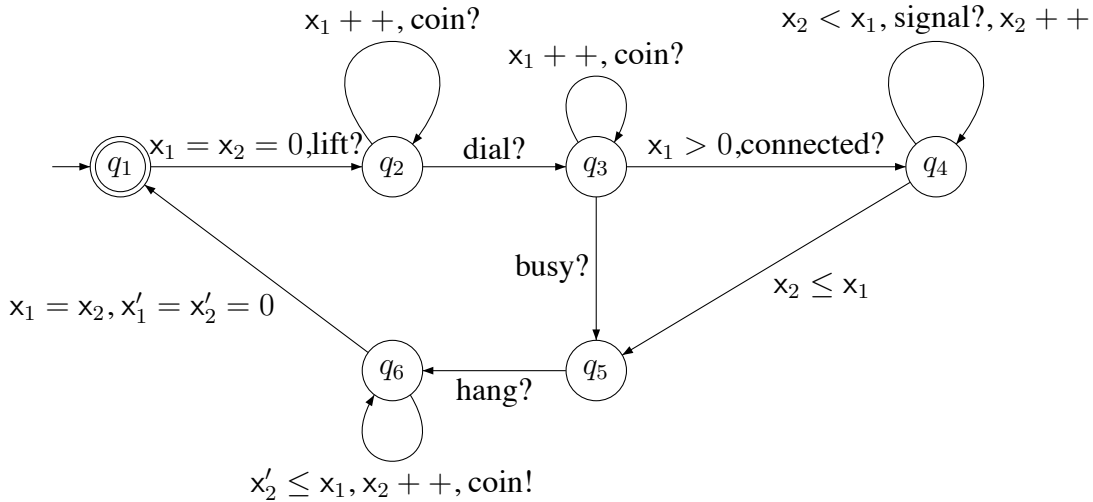 x₁ + +, coin?
x₂ < x₁, signal?, x₂ + +
x₁ + +, coin?
q₁
x₁ = x₂ = 0,lift?
q₂
dial?
q₃
x₁ > 0,connected?
q₄
busy?
x₂ ≤ x₁
x₁ = x₂, x′₁ = x′₂ = 0
q₆
hang?
q₅
x′₂ ≤ x₁, x₂ + +, coin!